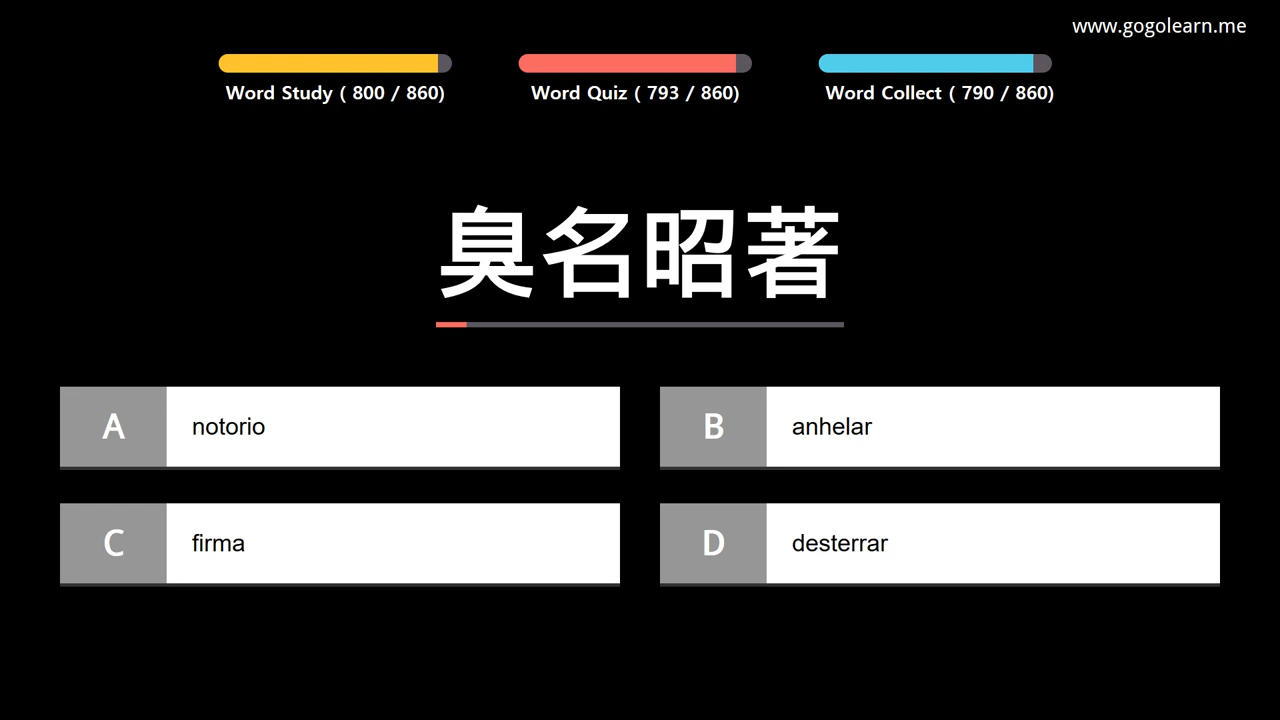 www.gogolearn.me
Word Study ( 800 / 860)
Word Quiz ( 793 / 860)
Word Collect ( 790 / 860)
臭名昭著
A notorio
B anhelar
C firma
D desterrar